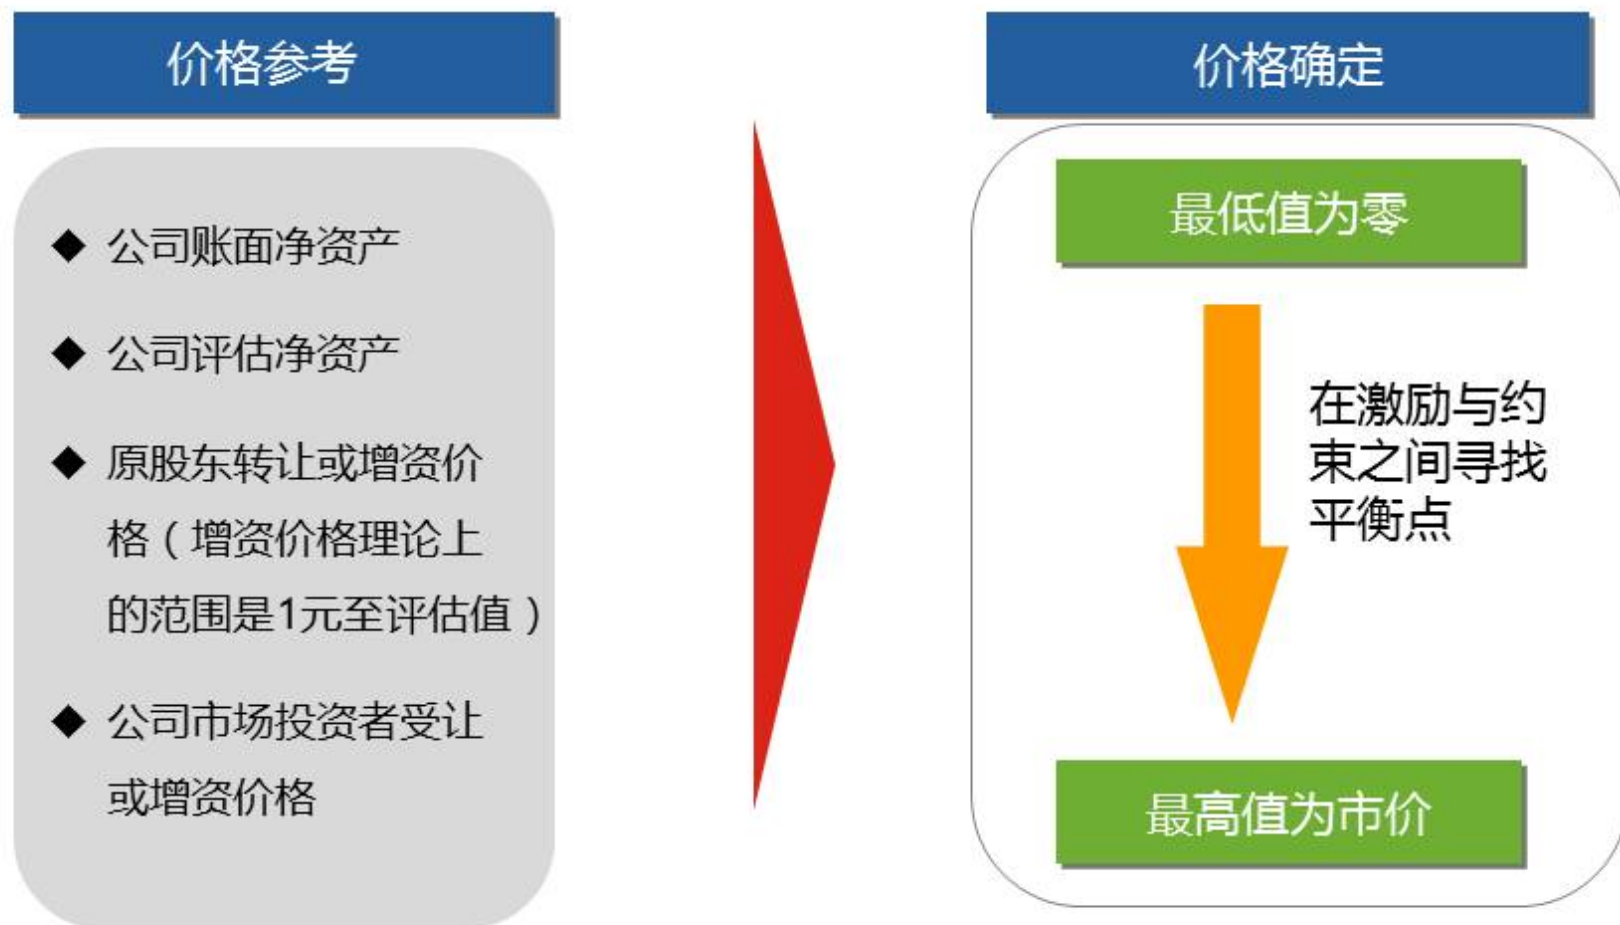 价格参考
◆ 公司账面净资产
◆ 公司评估净资产
◆ 原股东转让或增资价
格（增资价格理论上
的范围是1元至评估值）
◆ 公司市场投资者受让
或增资价格
价格确定
最低值为零
在激励与约
束之间寻找
平衡点
最高值为市价